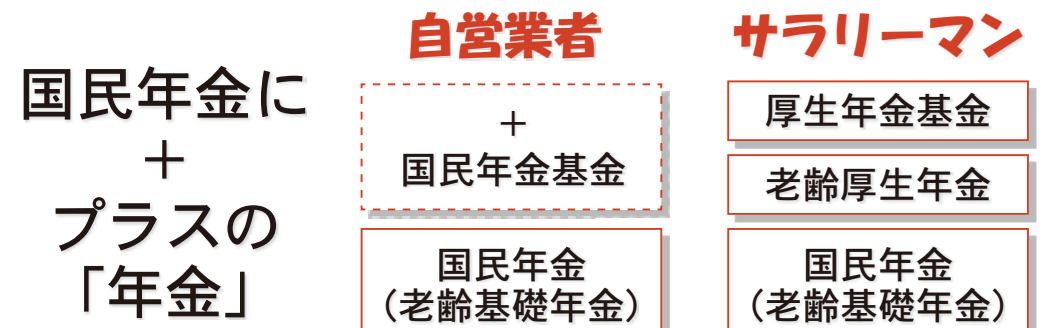 国民年金に
＋
プラスの
「年金」
自営業者
＋
国民年金基金
国民年金
（老齢基礎年金）
サラリーマン
厚生年金基金
老齢厚生年金
国民年金
（老齢基礎年金）